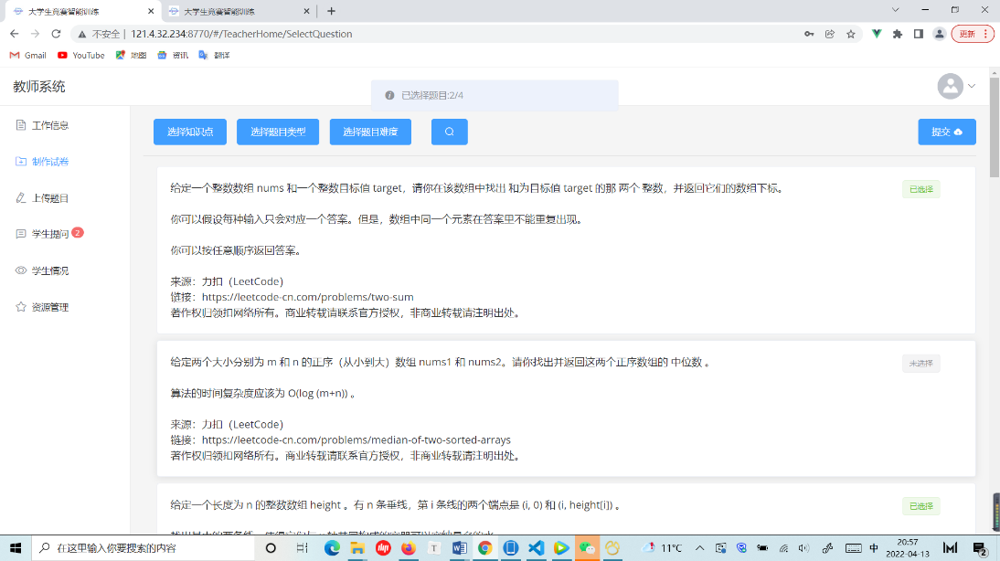 大学生竞赛智能训练
大学生竞赛智能训练
不安全 | 121.4.32.234:8770/#/TeacherHome/SelectQuestion
更新
Gmail YouTube 地图 资讯 翻译
教师系统
已选择题目:2/4
工作信息
制作试卷
上传题目
学生提问 2
学生情况
资源管理
选择知识点 选择题目类型 选择题目难度 提交
给定一个整数数组 nums 和一个整数目标值 target，请你在该数组中找出 和为目标值 target 的那 两个 整数，并返回它们的数组下标。
已选择
你可以假设每种输入只会对应一个答案。但是，数组中同一个元素在答案里不能重复出现。
你可以按任意顺序返回答案。
来源：力扣（LeetCode）
链接：https://leetcode-cn.com/problems/two-sum
著作权归领扣网络所有。商业转载请联系官方授权，非商业转载请注明出处。
给定两个大小分别为 m 和 n 的正序（从小到大）数组 nums1 和 nums2。请你找出并返回这两个正序数组的 中位数 。
未选择
算法的时间复杂度应该为 O(log (m+n)) 。
来源：力扣（LeetCode）
链接：https://leetcode-cn.com/problems/median-of-two-sorted-arrays
著作权归领扣网络所有。商业转载请联系官方授权，非商业转载请注明出处。
给定一个长度为 n 的整数数组 height 。有 n 条垂线，第 i 条线的两个端点是 (i, 0) 和 (i, height[i]) 。
已选择
在这里输入你要搜索的内容
11°C
中
20:57
2022-04-13
2